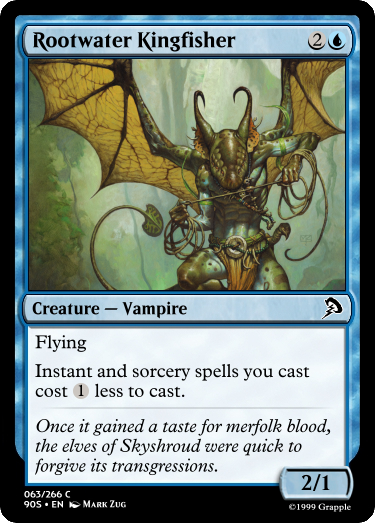 Rootwater Kingfisher 2
Creature — Vampire
Flying
Instant and sorcery spells you cast
cost 1 less to cast.
Once it gained a taste for merfolk blood,
the elves of Skyshroud were quick to
forgive its transgressions.
2/1
063/266 C
90S • EN Mark Zug
©1999 Grapple